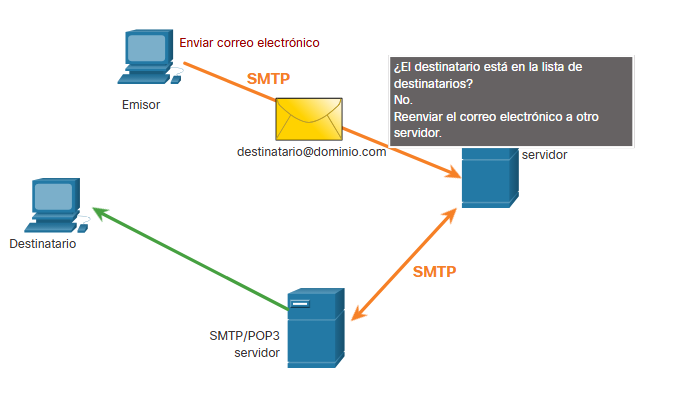 Enviar correo electrónico
SMTP
¿El destinatario está en la lista de
destinatarios?
No.
Reenviar el correo electrónico a otro
servidor.
Emisor
destinatario@dominio.com
servidor
Destinatario
SMTP
SMTP/POP3
servidor